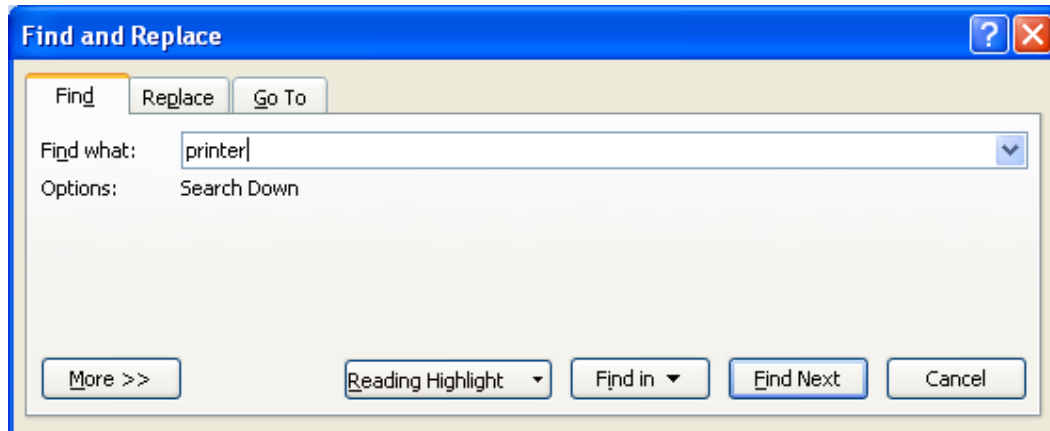 Find and Replace
Find Replace Go To
Find what: printer
Options: Search Down
More >> Reading Highlight Find in Find Next Cancel